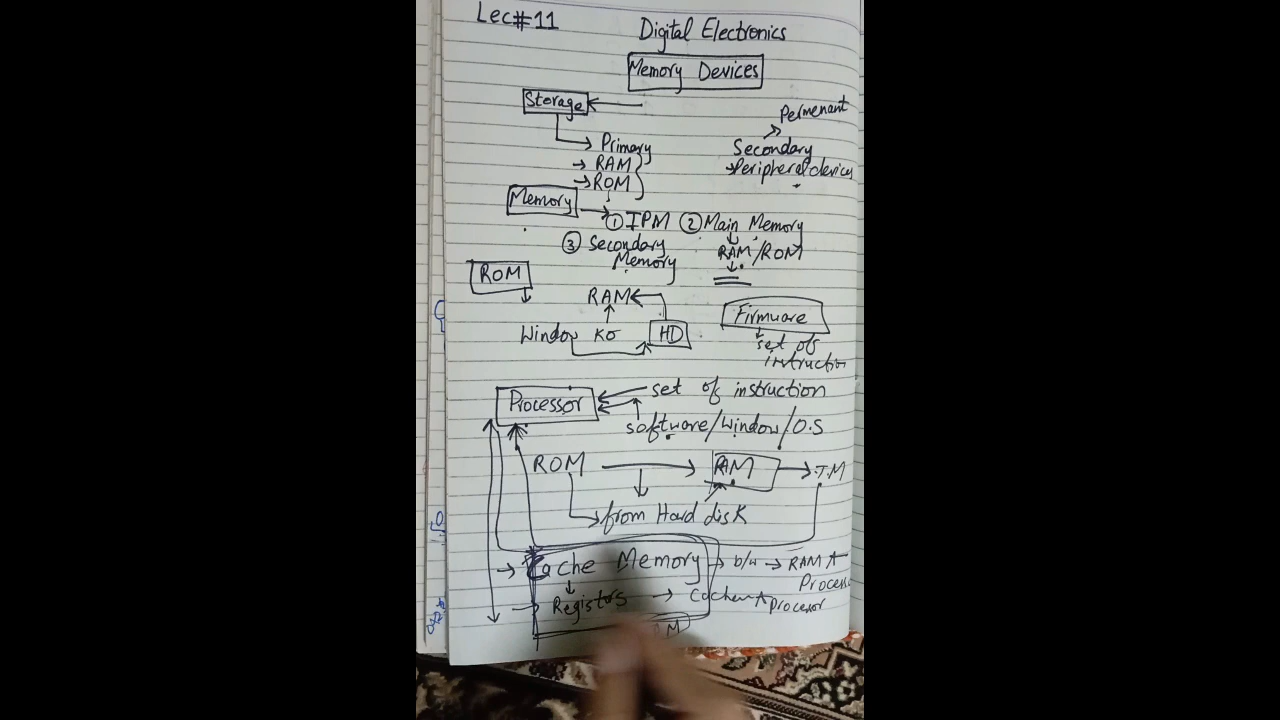 Lec#11
Digital Electronics
Memory Devices
Storage
Permenant
Primary
→ RAM
→ ROM
Secondary
→Peripheral devices
Memory → ① IPM ② Main Memory
RAM/ROM
③ Secondary
Memory
ROM
RAM ←
Window KO HD
Firmware
set of
instruction
Processor ← set of instruction
software/Window/O.S
ROM → RAM → T.M
from Hard disk
→ Cache Memory → b/w → RAM &
Process
→ Registors → Cache & Processor